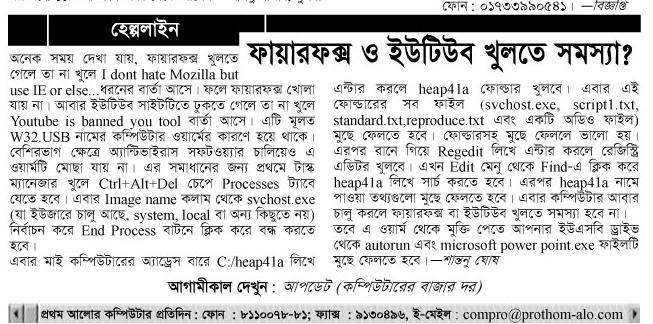 ফোন : ০১৭৩৩৯৯০৫৪১। —বিজ্ঞপ্তি
হেল্পলাইন
ফায়ারফক্স ও ইউটিউব খুলতে সমস্যা?
অনেক সময় দেখা যায়, ফায়ারফক্স খুলতে
গেলে তা না খুলে I dont hate Mozilla but
use IE or else...ধরনের বার্তা আসে। ফলে ফায়ারফক্স খোলা
যায় না। আবার ইউটিউব সাইটটিতে ঢুকতে গেলে তা না খুলে
Youtube is banned you tool বার্তা আসে। এটি মূলত
W32.USB নামের কম্পিউটার ওয়ার্মের কারণে হয়ে থাকে।
বেশিরভাগ ক্ষেত্রে অ্যান্টিভাইরাস সফটওয়্যার চালিয়েও এ
ওয়ার্মটি মোছা যায় না। এর সমাধানের জন্য প্রথমে টাস্ক
ম্যানেজার খুলে Ctrl+Alt+Del চেপে Processes ট্যাবে
যেতে হবে। এবার Image name কলাম থেকে svchost.exe
(যা ইউজারে চালু আছে, system, local বা অন্য কিছুতে নয়)
নির্বাচন করে End Process বাটনে ক্লিক করে বন্ধ করতে
হবে।
এবার মাই কম্পিউটারের অ্যাড্রেস বারে C:/heap41a লিখে
এন্টার করলে heap41a ফোল্ডার খুলবে। এবার এই
ফোল্ডারের সব ফাইল (svchost.exe, script1.txt,
standard.txt,reproduce.txt এবং একটি অডিও ফাইল)
মুছে ফেলতে হবে। ফোল্ডারসহ মুছে ফেললে ভালো হয়।
এরপর রানে গিয়ে Regedit লিখে এন্টার করলে রেজিস্ট্রি
এডিটর খুলবে। এখন Edit মেনু থেকে Find-এ ক্লিক করে
heap41a লিখে সার্চ করতে হবে। এরপর heap41a নামে
পাওয়া তথ্যগুলো মুছে ফেলতে হবে। এবার কম্পিউটার আবার
চালু করলে ফায়ারফক্স বা ইউটিউব খুলতে সমস্যা হবে না।
তবে এ ওয়ার্ম থেকে মুক্তি পেতে আপনার ইউএসবি ড্রাইভ
থেকে autorun এবং microsoft power point.exe ফাইলটি
মুছে ফেলতে হবে। —শান্তনু ঘোষ
আগামীকাল দেখুন : আপডেট (কম্পিউটারের বাজার দর)
প্রথম আলোর কম্পিউটার প্রতিদিন : ফোন : ৮১১০০৭৮-৮১; ফ্যাক্স : ৯১৩০৪৯৬, ই-মেইল : compro@prothom-alo.com